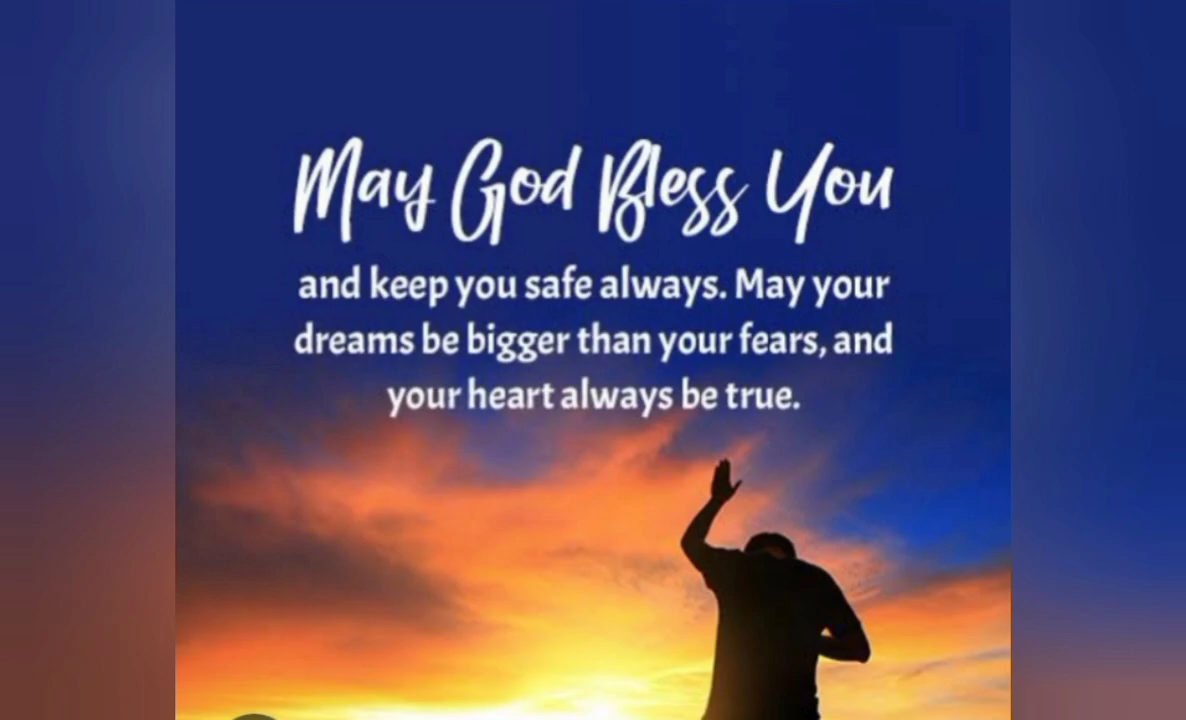 May God Bless You
and keep you safe always. May your
dreams be bigger than your fears, and
your heart always be true.